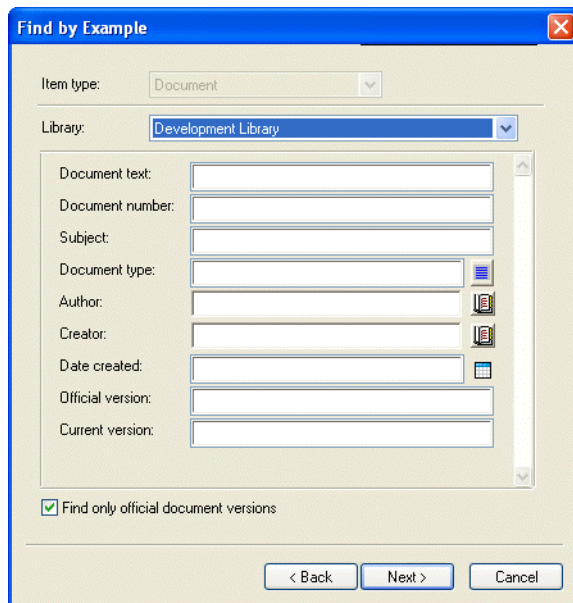 Find by Example
Item type: Document
Library: Development Library
Document text:
Document number:
Subject:
Document type:
Author:
Creator:
Date created:
Official version:
Current version:
Find only official document versions
< Back Next > Cancel